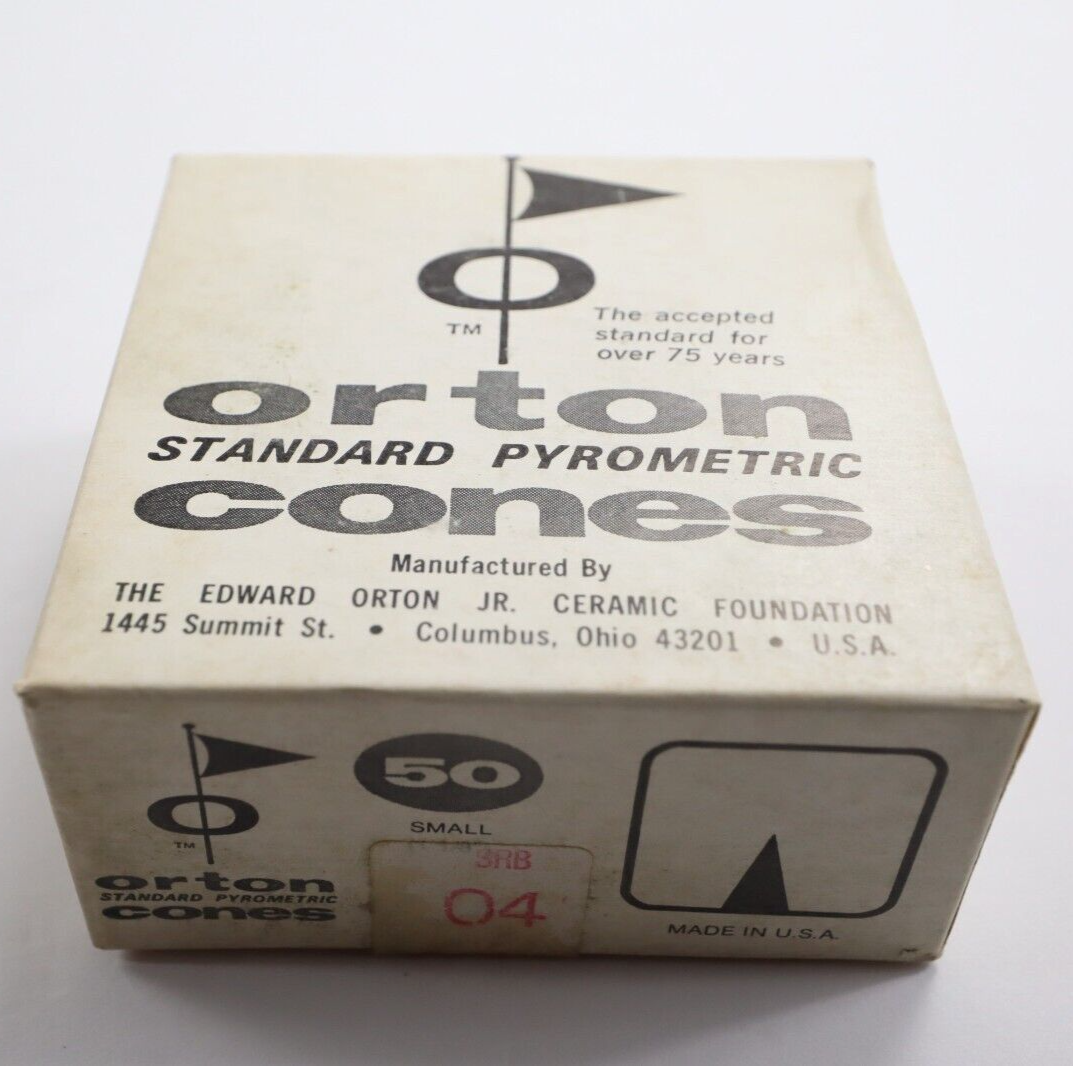 TM
The accepted
standard for
over 75 years
orton
STANDARD PYROMETRIC
cones
Manufactured By
THE EDWARD ORTON JR. CERAMIC FOUNDATION
1445 Summit St. • Columbus, Ohio 43201 • U.S.A.
TM
orton
STANDARD PYROMETRIC
cones
50
SMALL
3RB
04
MADE IN U.S.A.